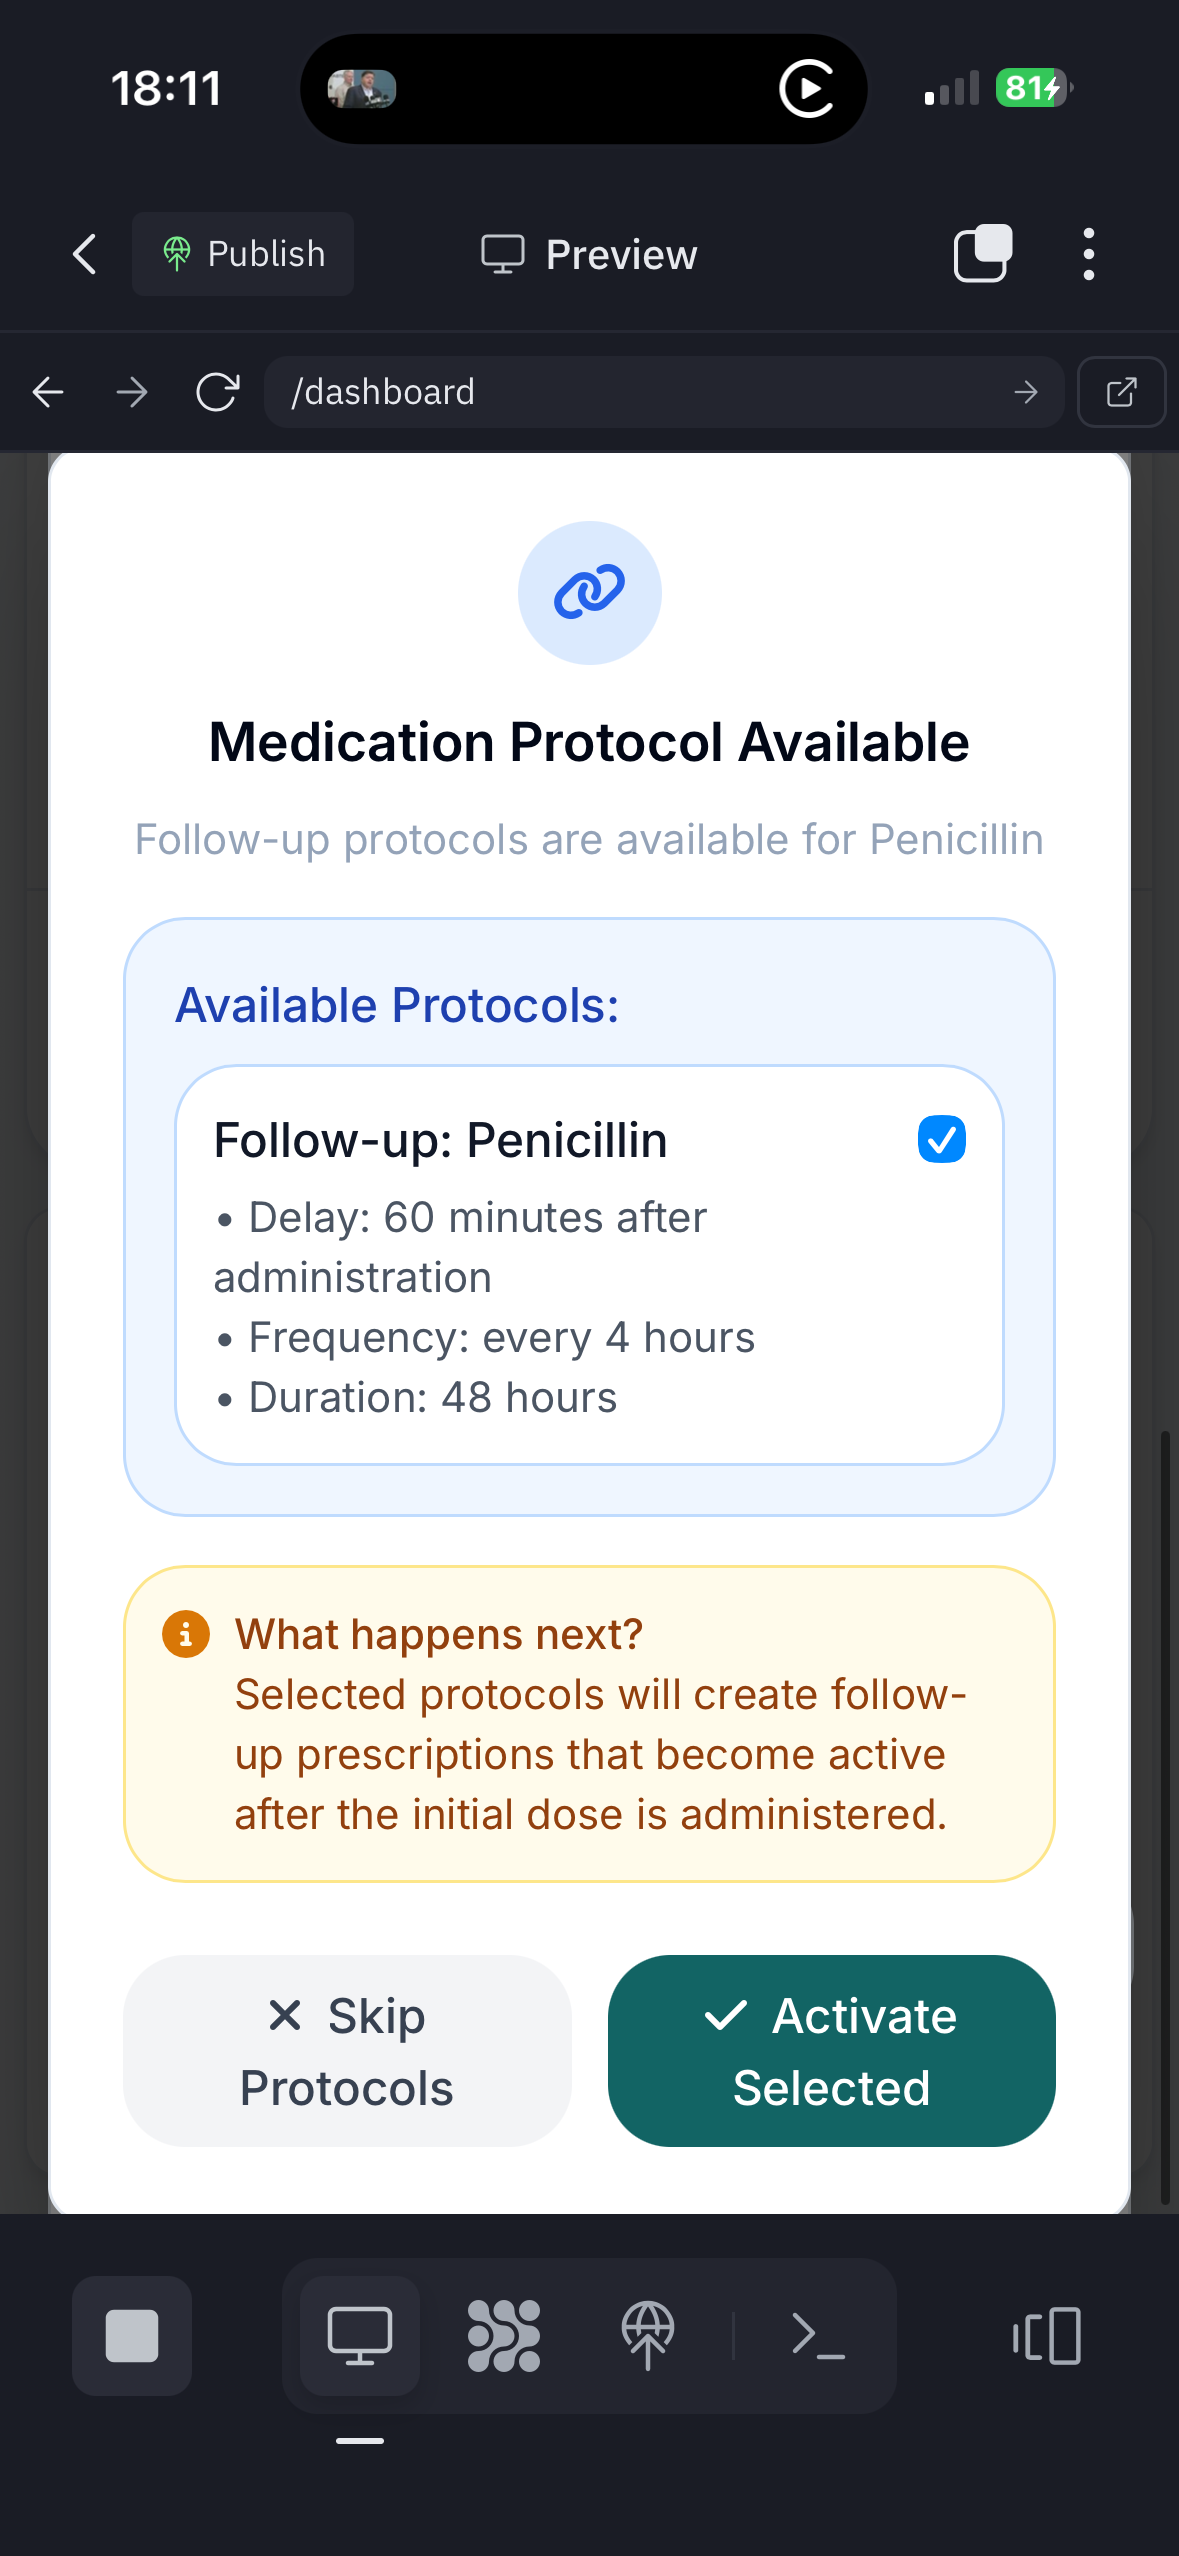 18:11
81
Publish
Preview
/dashboard
Medication Protocol Available
Follow-up protocols are available for Penicillin
Available Protocols:
Follow-up: Penicillin
• Delay: 60 minutes after
administration
• Frequency: every 4 hours
• Duration: 48 hours
What happens next?
Selected protocols will create follow-
up prescriptions that become active
after the initial dose is administered.
Skip
Protocols
Activate
Selected